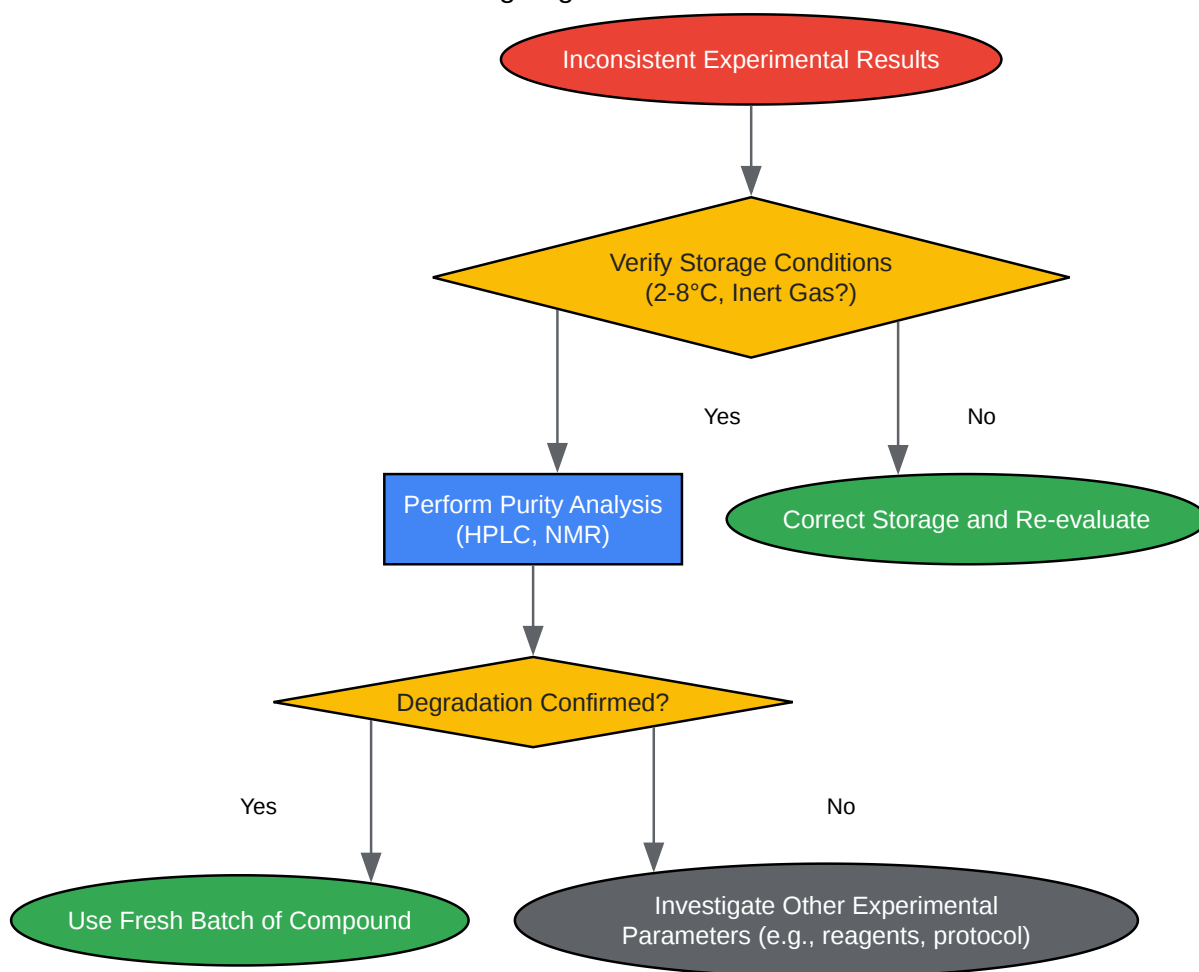 Inconsistent Experimental Results
Verify Storage Conditions
(2-8°C, Inert Gas?)
Yes
No
Perform Purity Analysis
(HPLC, NMR)
Correct Storage and Re-evaluate
Degradation Confirmed?
Yes
No
Use Fresh Batch of Compound
Investigate Other Experimental
Parameters (e.g., reagents, protocol)